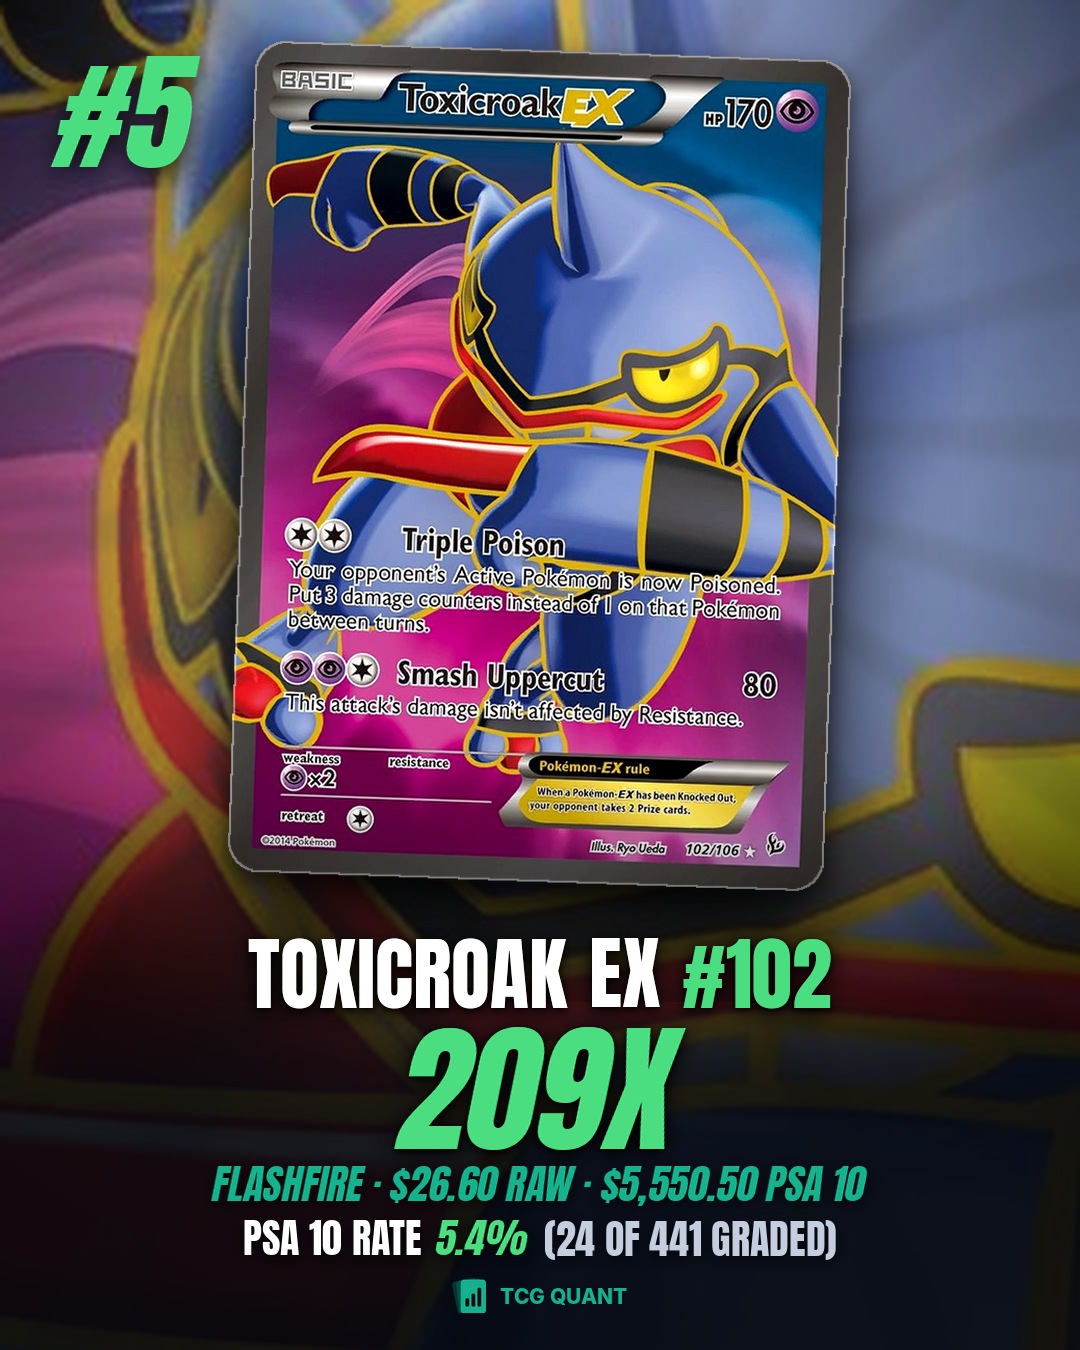 #5
BASIC
ToxicroakEX
HP170
Triple Poison
Your opponent's Active Pokémon is now Poisoned.
Put 3 damage counters instead of 1 on that Pokémon
between turns.
Smash Uppercut 80
This attack's damage isn't affected by Resistance.
weakness resistance
×2
retreat
Pokémon-EX rule
When a Pokémon-EX has been Knocked Out,
your opponent takes 2 Prize cards.
©2014 Pokémon
Illus. Ryo Ueda 102/106 ★
TOXICROAK EX #102
209X
FLASHFIRE · $26.60 RAW · $5,550.50 PSA 10
PSA 10 RATE 5.4% (24 OF 441 GRADED)
TCG QUANT